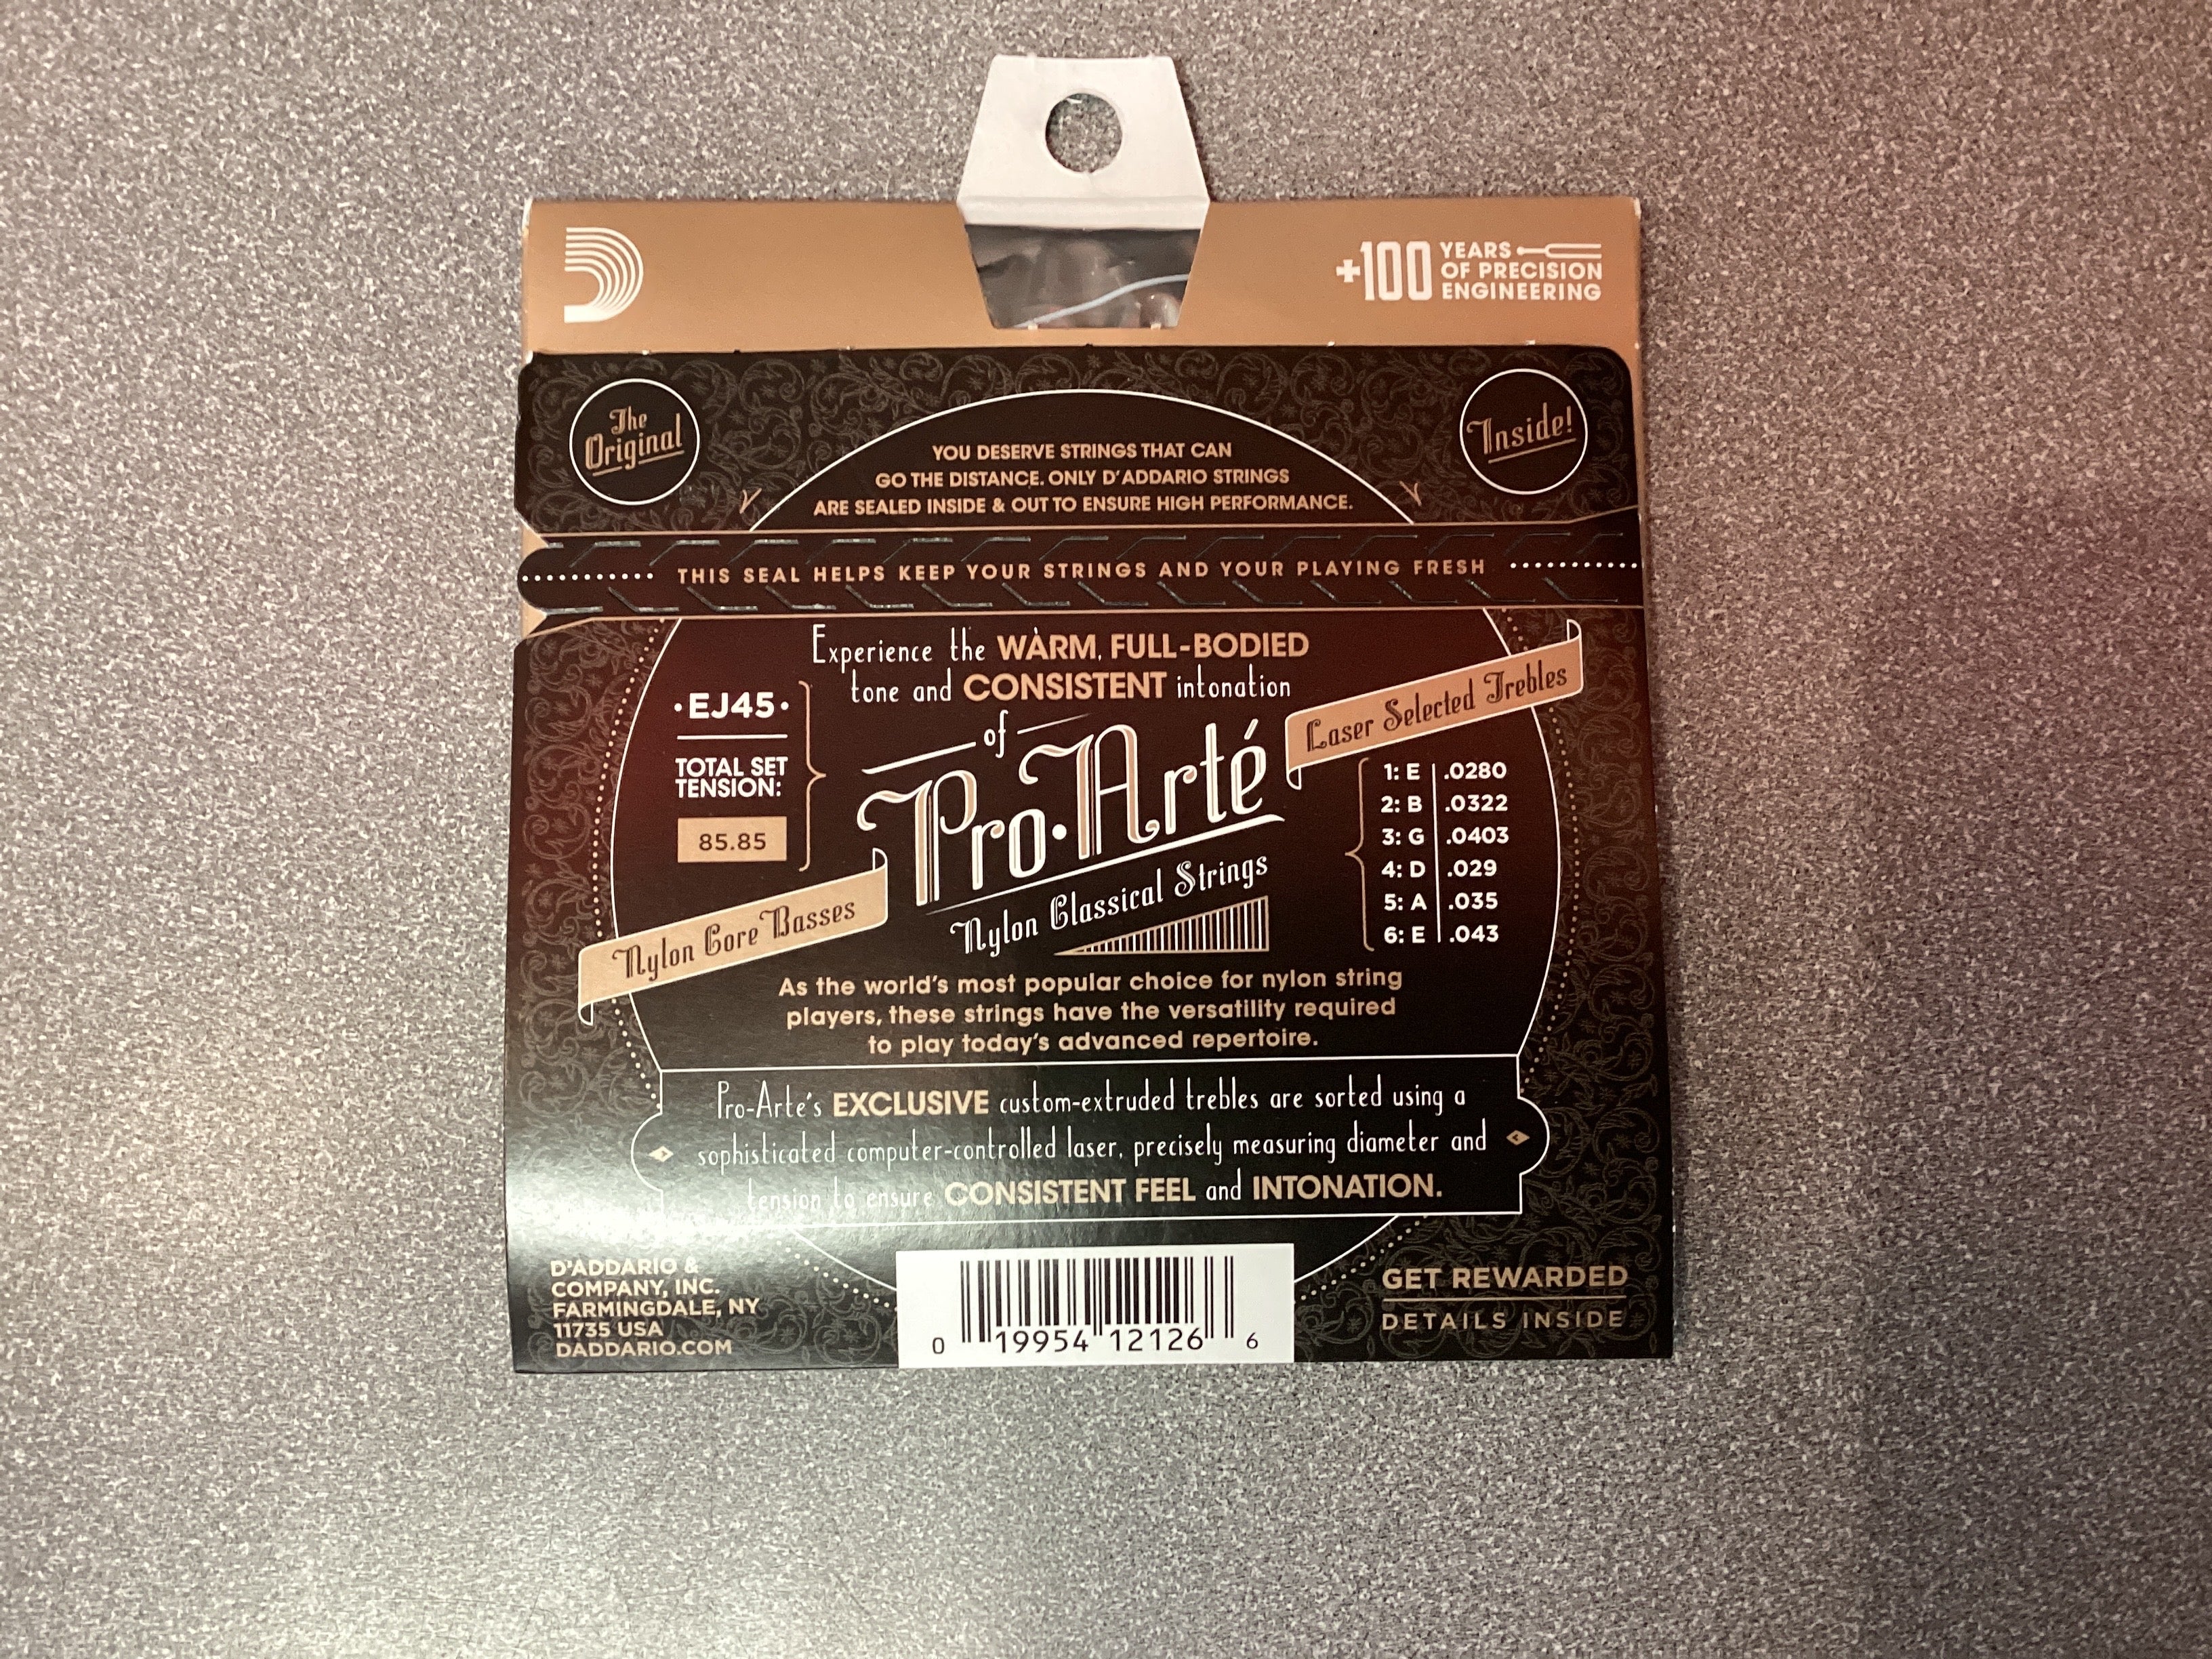 +100 YEARS
OF PRECISION
ENGINEERING
The
Original
Inside!
YOU DESERVE STRINGS THAT CAN
GO THE DISTANCE. ONLY D'ADDARIO STRINGS
ARE SEALED INSIDE & OUT TO ENSURE HIGH PERFORMANCE.
THIS SEAL HELPS KEEP YOUR STRINGS AND YOUR PLAYING FRESH
Experience the WARM, FULL-BODIED
tone and CONSISTENT intonation
of
Pro·Arté
Nylon Classical Strings
·EJ45·
TOTAL SET
TENSION:
85.85
Nylon Core Basses
Laser Selected Trebles
1: E | .0280
2: B | .0322
3: G | .0403
4: D | .029
5: A | .035
6: E | .043
As the world's most popular choice for nylon string
players, these strings have the versatility required
to play today's advanced repertoire.
Pro-Arte's EXCLUSIVE custom-extruded trebles are sorted using a
sophisticated computer-controlled laser, precisely measuring diameter and
tension to ensure CONSISTENT FEEL and INTONATION.
D'ADDARIO &
COMPANY, INC.
FARMINGDALE, NY
11735 USA
DADDARIO.COM
0 19954 12126 6
GET REWARDED
DETAILS INSIDE